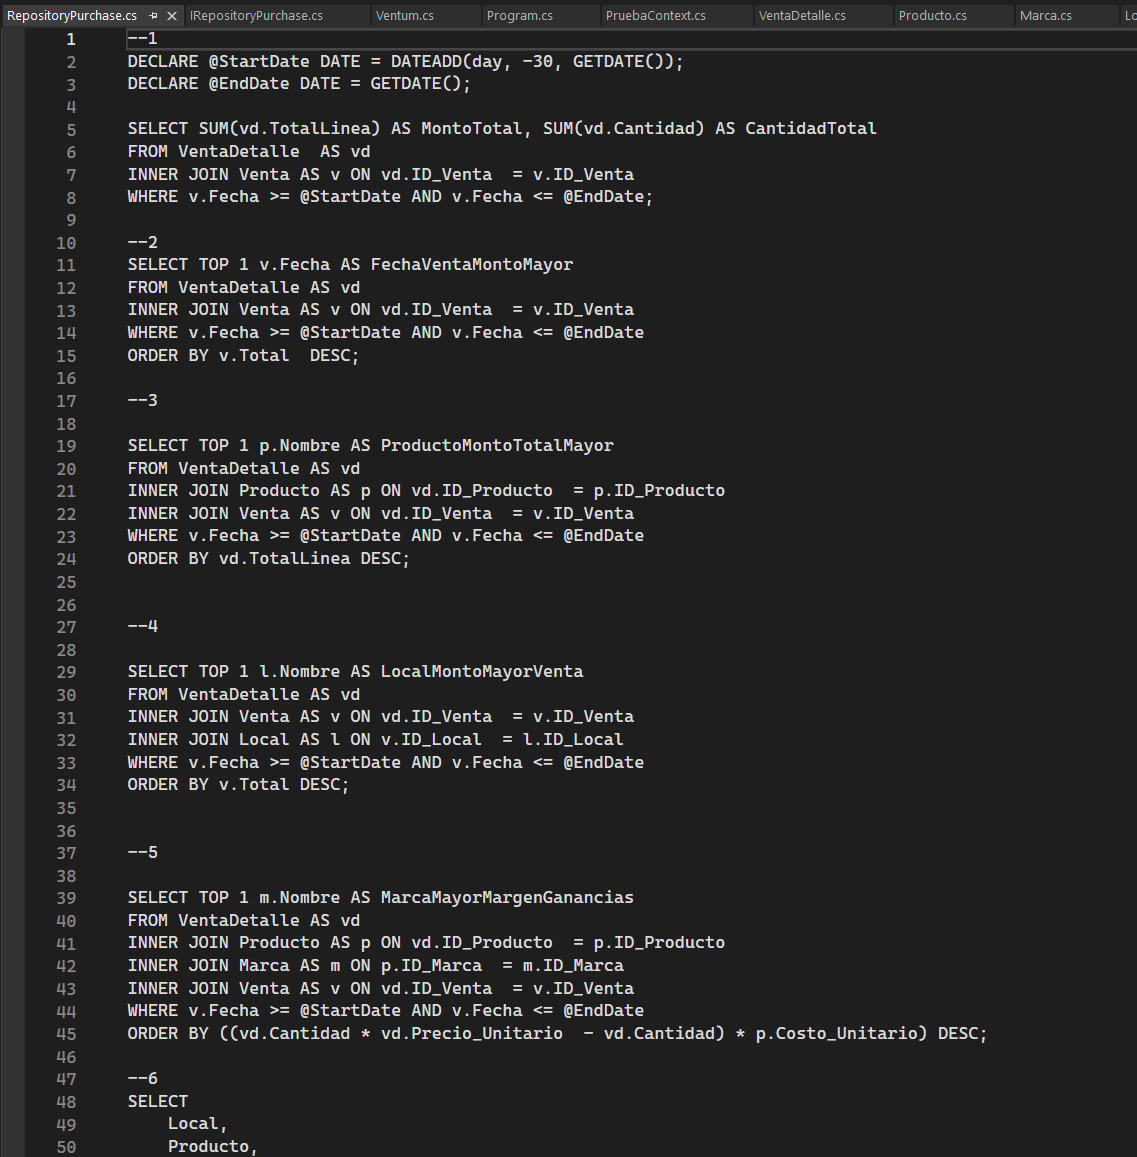 RepositoryPurchase.cs IRepositoryPurchase.cs Ventum.cs Program.cs PruebaContext.cs VentaDetalle.cs Producto.cs Marca.cs Lo
1 --1
2 DECLARE @StartDate DATE = DATEADD(day, -30, GETDATE());
3 DECLARE @EndDate DATE = GETDATE();
4
5 SELECT SUM(vd.TotalLinea) AS MontoTotal, SUM(vd.Cantidad) AS CantidadTotal
6 FROM VentaDetalle  AS vd
7 INNER JOIN Venta AS v ON vd.ID_Venta  = v.ID_Venta
8 WHERE v.Fecha >= @StartDate AND v.Fecha <= @EndDate;
9
10 --2
11 SELECT TOP 1 v.Fecha AS FechaVentaMontoMayor
12 FROM VentaDetalle AS vd
13 INNER JOIN Venta AS v ON vd.ID_Venta  = v.ID_Venta
14 WHERE v.Fecha >= @StartDate AND v.Fecha <= @EndDate
15 ORDER BY v.Total  DESC;
16
17 --3
18
19 SELECT TOP 1 p.Nombre AS ProductoMontoTotalMayor
20 FROM VentaDetalle AS vd
21 INNER JOIN Producto AS p ON vd.ID_Producto  = p.ID_Producto
22 INNER JOIN Venta AS v ON vd.ID_Venta  = v.ID_Venta
23 WHERE v.Fecha >= @StartDate AND v.Fecha <= @EndDate
24 ORDER BY vd.TotalLinea DESC;
25
26
27 --4
28
29 SELECT TOP 1 l.Nombre AS LocalMontoMayorVenta
30 FROM VentaDetalle AS vd
31 INNER JOIN Venta AS v ON vd.ID_Venta  = v.ID_Venta
32 INNER JOIN Local AS l ON v.ID_Local  = l.ID_Local
33 WHERE v.Fecha >= @StartDate AND v.Fecha <= @EndDate
34 ORDER BY v.Total DESC;
35
36
37 --5
38
39 SELECT TOP 1 m.Nombre AS MarcaMayorMargenGanancias
40 FROM VentaDetalle AS vd
41 INNER JOIN Producto AS p ON vd.ID_Producto  = p.ID_Producto
42 INNER JOIN Marca AS m ON p.ID_Marca  = m.ID_Marca
43 INNER JOIN Venta AS v ON vd.ID_Venta  = v.ID_Venta
44 WHERE v.Fecha >= @StartDate AND v.Fecha <= @EndDate
45 ORDER BY ((vd.Cantidad * vd.Precio_Unitario  - vd.Cantidad) * p.Costo_Unitario) DESC;
46
47 --6
48 SELECT
49 Local,
50 Producto,